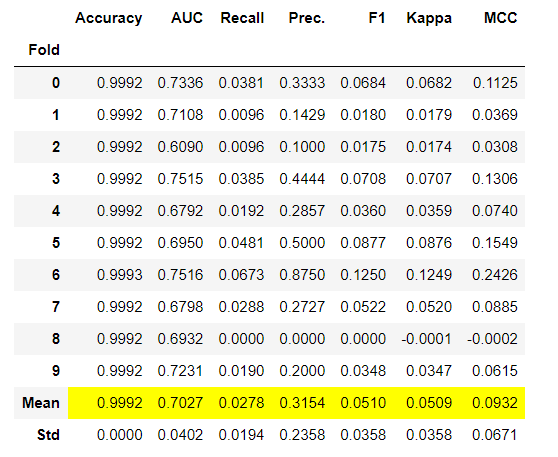 Accuracy AUC Recall Prec. F1 Kappa MCC
Fold
0 0.9992 0.7336 0.0381 0.3333 0.0684 0.0682 0.1125
1 0.9992 0.7108 0.0096 0.1429 0.0180 0.0179 0.0369
2 0.9992 0.6090 0.0096 0.1000 0.0175 0.0174 0.0308
3 0.9992 0.7515 0.0385 0.4444 0.0708 0.0707 0.1306
4 0.9992 0.6792 0.0192 0.2857 0.0360 0.0359 0.0740
5 0.9992 0.6950 0.0481 0.5000 0.0877 0.0876 0.1549
6 0.9993 0.7516 0.0673 0.8750 0.1250 0.1249 0.2426
7 0.9992 0.6798 0.0288 0.2727 0.0522 0.0520 0.0885
8 0.9992 0.6932 0.0000 0.0000 0.0000 -0.0001 -0.0002
9 0.9992 0.7231 0.0190 0.2000 0.0348 0.0347 0.0615
Mean 0.9992 0.7027 0.0278 0.3154 0.0510 0.0509 0.0932
Std 0.0000 0.0402 0.0194 0.2358 0.0358 0.0358 0.0671